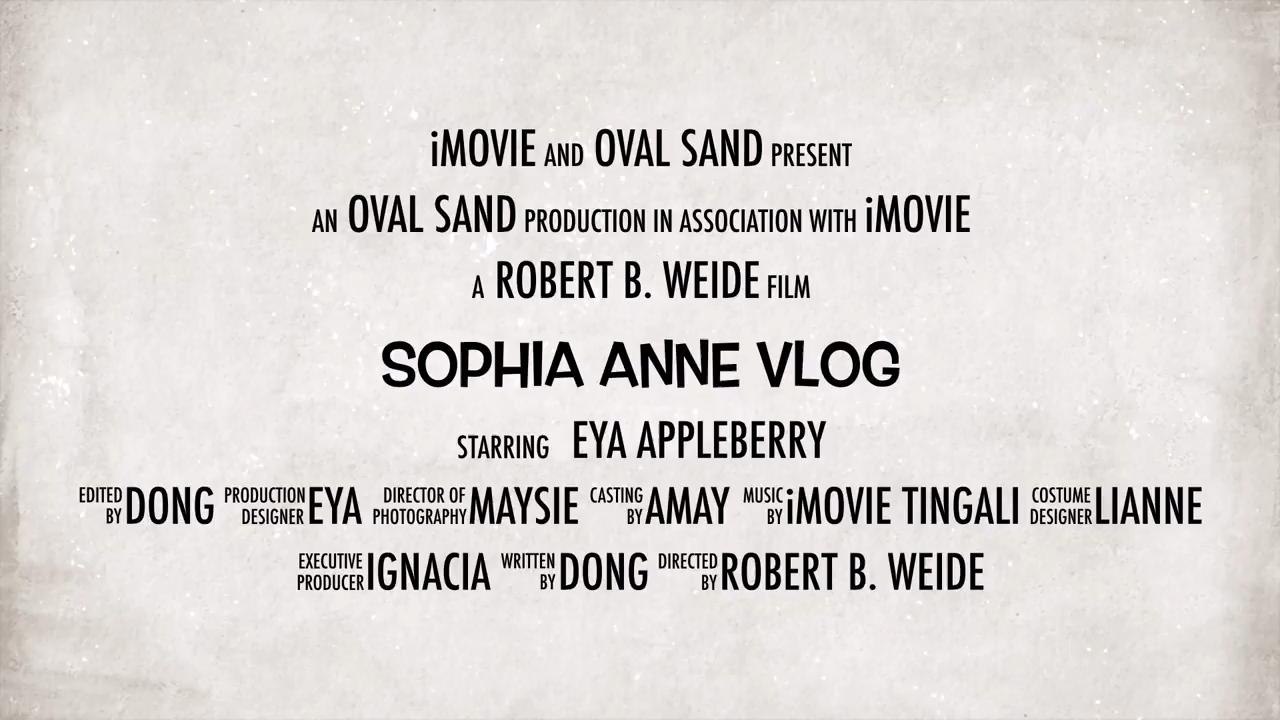 iMOVIE AND OVAL SAND PRESENT
AN OVAL SAND PRODUCTION IN ASSOCIATION WITH iMOVIE
A ROBERT B. WEIDE FILM
SOPHIA ANNE VLOG
STARRING EYA APPLEBERRY
EDITED BY DONG PRODUCTION DESIGNER EYA DIRECTOR OF PHOTOGRAPHY MAYSIE CASTING BY AMAY MUSIC BY iMOVIE TINGALI COSTUME DESIGNER LIANNE
EXECUTIVE PRODUCER IGNACIA WRITTEN BY DONG DIRECTED BY ROBERT B. WEIDE